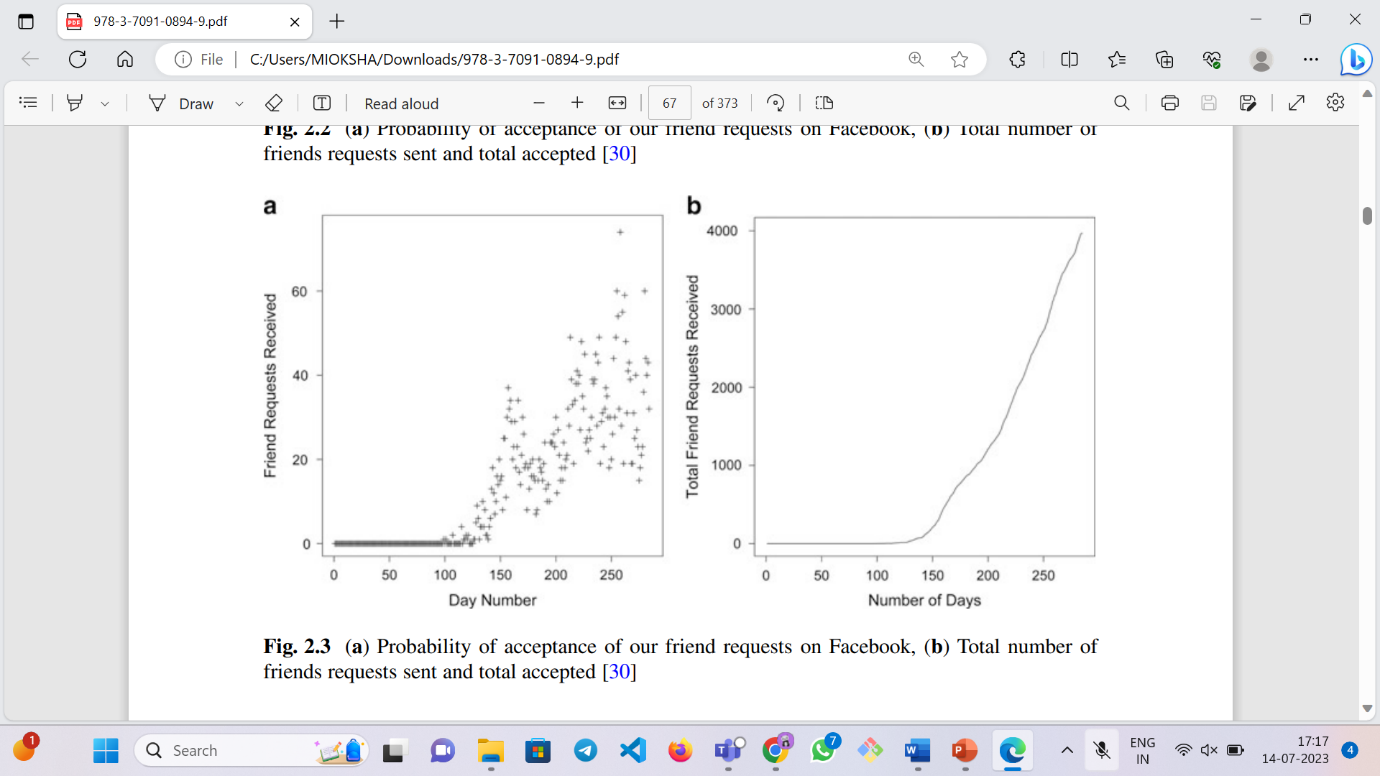 978-3-7091-0894-9.pdf
File | C:/Users/MIOKSHA/Downloads/978-3-7091-0894-9.pdf
Draw
Read aloud
67 of 373
Fig. 2.2 (a) Probability of acceptance of our friend requests on Facebook, (b) Total number of
friends requests sent and total accepted [30]
a
Friend Requests Received
60
40
20
0
0 50 100 150 200 250
Day Number
b
Total Friend Requests Received
4000
3000
2000
1000
0
0 50 100 150 200 250
Number of Days
Fig. 2.3 (a) Probability of acceptance of our friend requests on Facebook, (b) Total number of
friends requests sent and total accepted [30]
1
Search
7
ENG
IN
17:17
14-07-2023
4